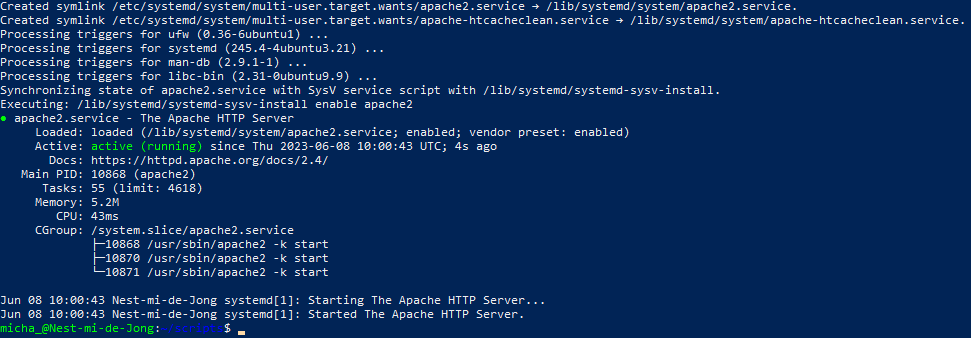 Created symlink /etc/systemd/system/multi-user.target.wants/apache2.service → /lib/systemd/system/apache2.service.
Created symlink /etc/systemd/system/multi-user.target.wants/apache-htcacheclean.service → /lib/systemd/system/apache-htcacheclean.service.
Processing triggers for ufw (0.36-6ubuntu1) ...
Processing triggers for systemd (245.4-4ubuntu3.21) ...
Processing triggers for man-db (2.9.1-1) ...
Processing triggers for libc-bin (2.31-0ubuntu9.9) ...
Synchronizing state of apache2.service with SysV service script with /lib/systemd/systemd-sysv-install.
Executing: /lib/systemd/systemd-sysv-install enable apache2
● apache2.service - The Apache HTTP Server
Loaded: loaded (/lib/systemd/system/apache2.service; enabled; vendor preset: enabled)
Active: active (running) since Thu 2023-06-08 10:00:43 UTC; 4s ago
Docs: https://httpd.apache.org/docs/2.4/
Main PID: 10868 (apache2)
Tasks: 55 (limit: 4618)
Memory: 5.2M
CPU: 43ms
CGroup: /system.slice/apache2.service
├─10868 /usr/sbin/apache2 -k start
├─10870 /usr/sbin/apache2 -k start
└─10871 /usr/sbin/apache2 -k start
Jun 08 10:00:43 Nest-mi-de-Jong systemd[1]: Starting The Apache HTTP Server...
Jun 08 10:00:43 Nest-mi-de-Jong systemd[1]: Started The Apache HTTP Server.
micha_@Nest-mi-de-Jong:~/scripts$